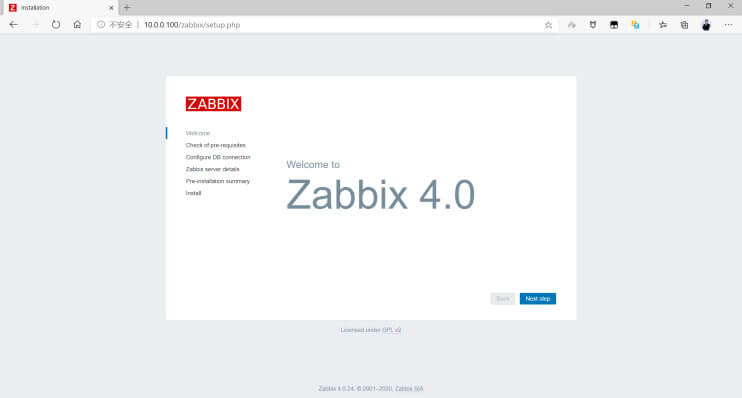 Installation
不安全 | 10.0.0.100/zabbix/setup.php
ZABBIX
Welcome
Check of pre-requisites
Configure DB connection
Zabbix server details
Pre-installation summary
Install
Welcome to
Zabbix 4.0
Back
Next step
Licensed under GPL v2
Zabbix 4.0.24. © 2001–2020, Zabbix SIA